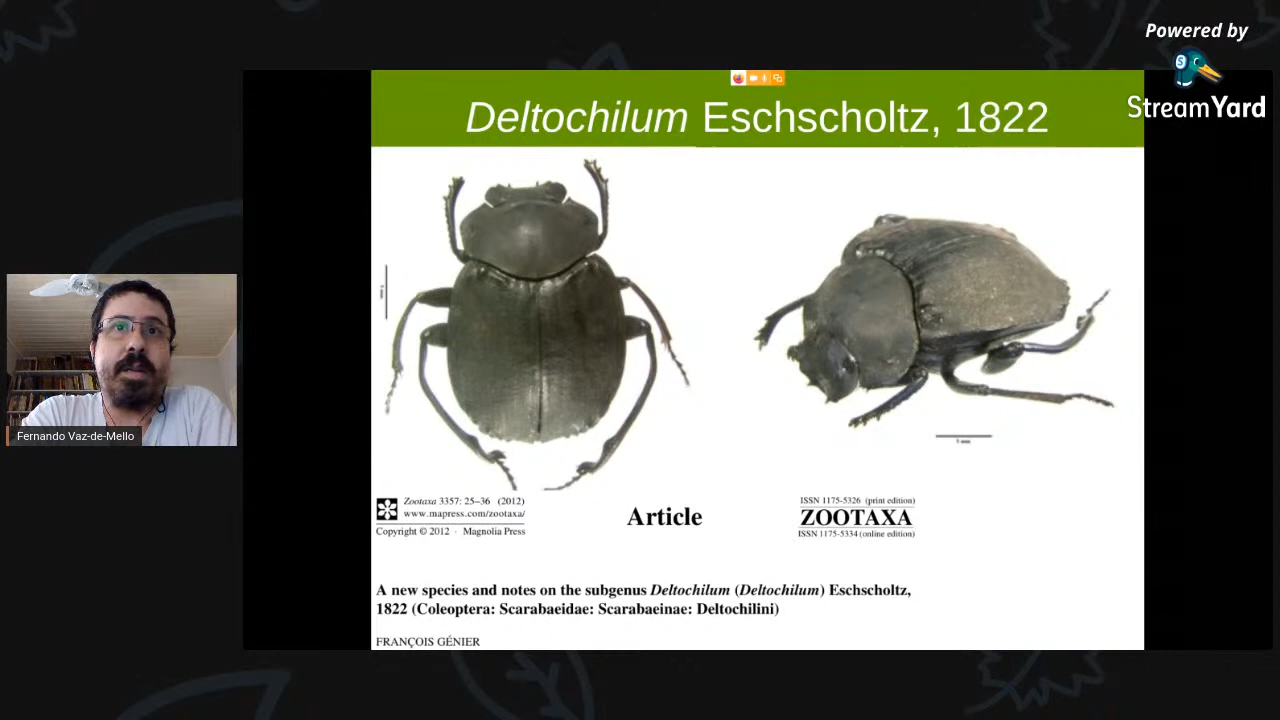 Powered by
StreamYard
Deltochilum Eschscholtz, 1822
Fernando Vaz-de-Mello
Zootaxa 3357: 25–36 (2012)
www.mapress.com/zootaxa/
Copyright © 2012 · Magnolia Press
Article
ISSN 1175-5326 (print edition)
ZOOTAXA
ISSN 1175-5334 (online edition)
A new species and notes on the subgenus Deltochilum (Deltochilum) Eschscholtz,
1822 (Coleoptera: Scarabaeidae: Scarabaeinae: Deltochilini)
FRANÇOIS GÉNIER